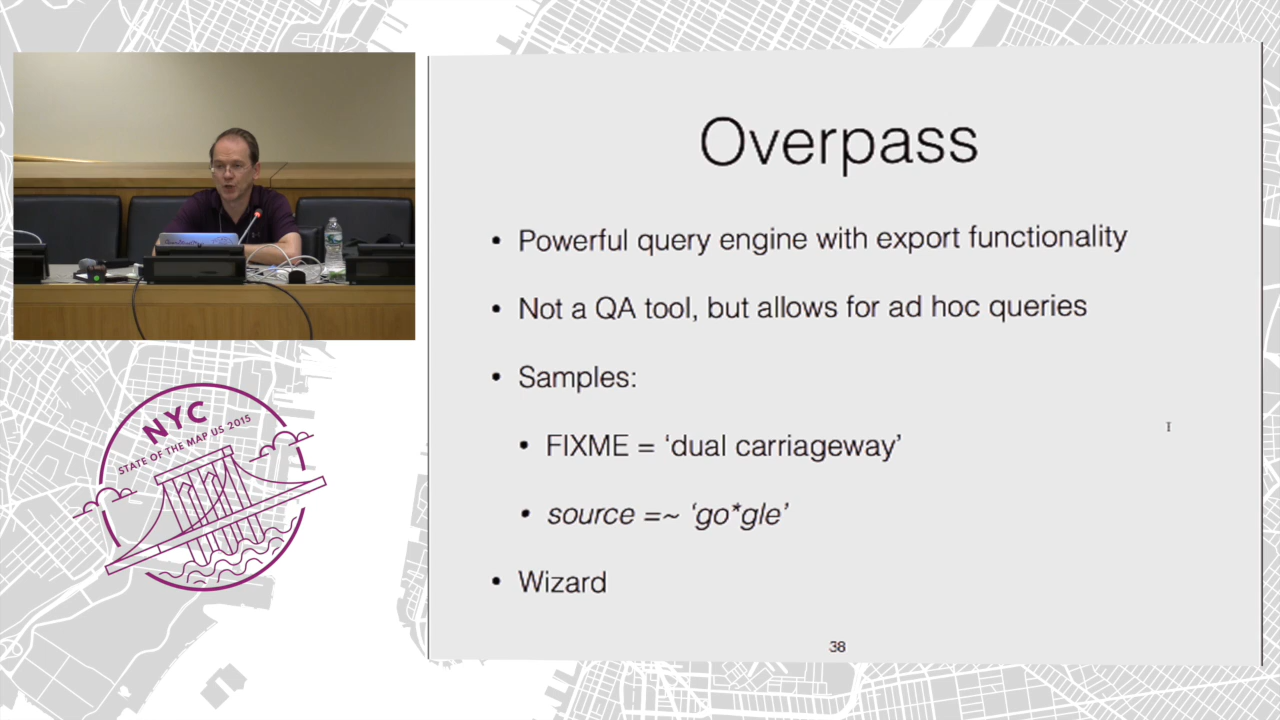 Overpass
• Powerful query engine with export functionality
• Not a QA tool, but allows for ad hoc queries
• Samples:
• FIXME = ‘dual carriageway’
• source =~ ‘go*gle’
• Wizard
38
NYC
STATE OF THE MAP US 2015